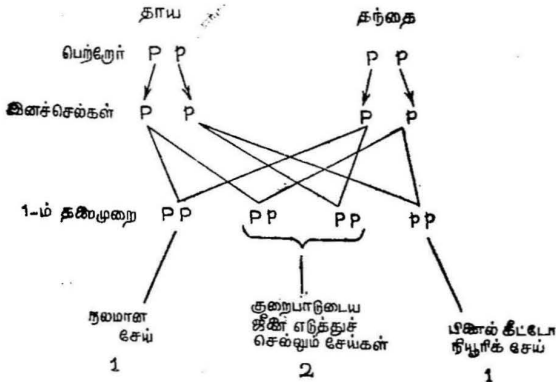 தாய தந்தை
பெற்றோர் P p P p
இனச்செல்கள் P p P p
1-ம் தலைமுறை PP Pp Pp pp
நலமான
சேய்
குறைபாடுடைய
ஜீன் எடுத்துச்
செல்லும் சேய்கள்
பினைல் கீட்டோ
நியூரிக் சேய்
1 2 1